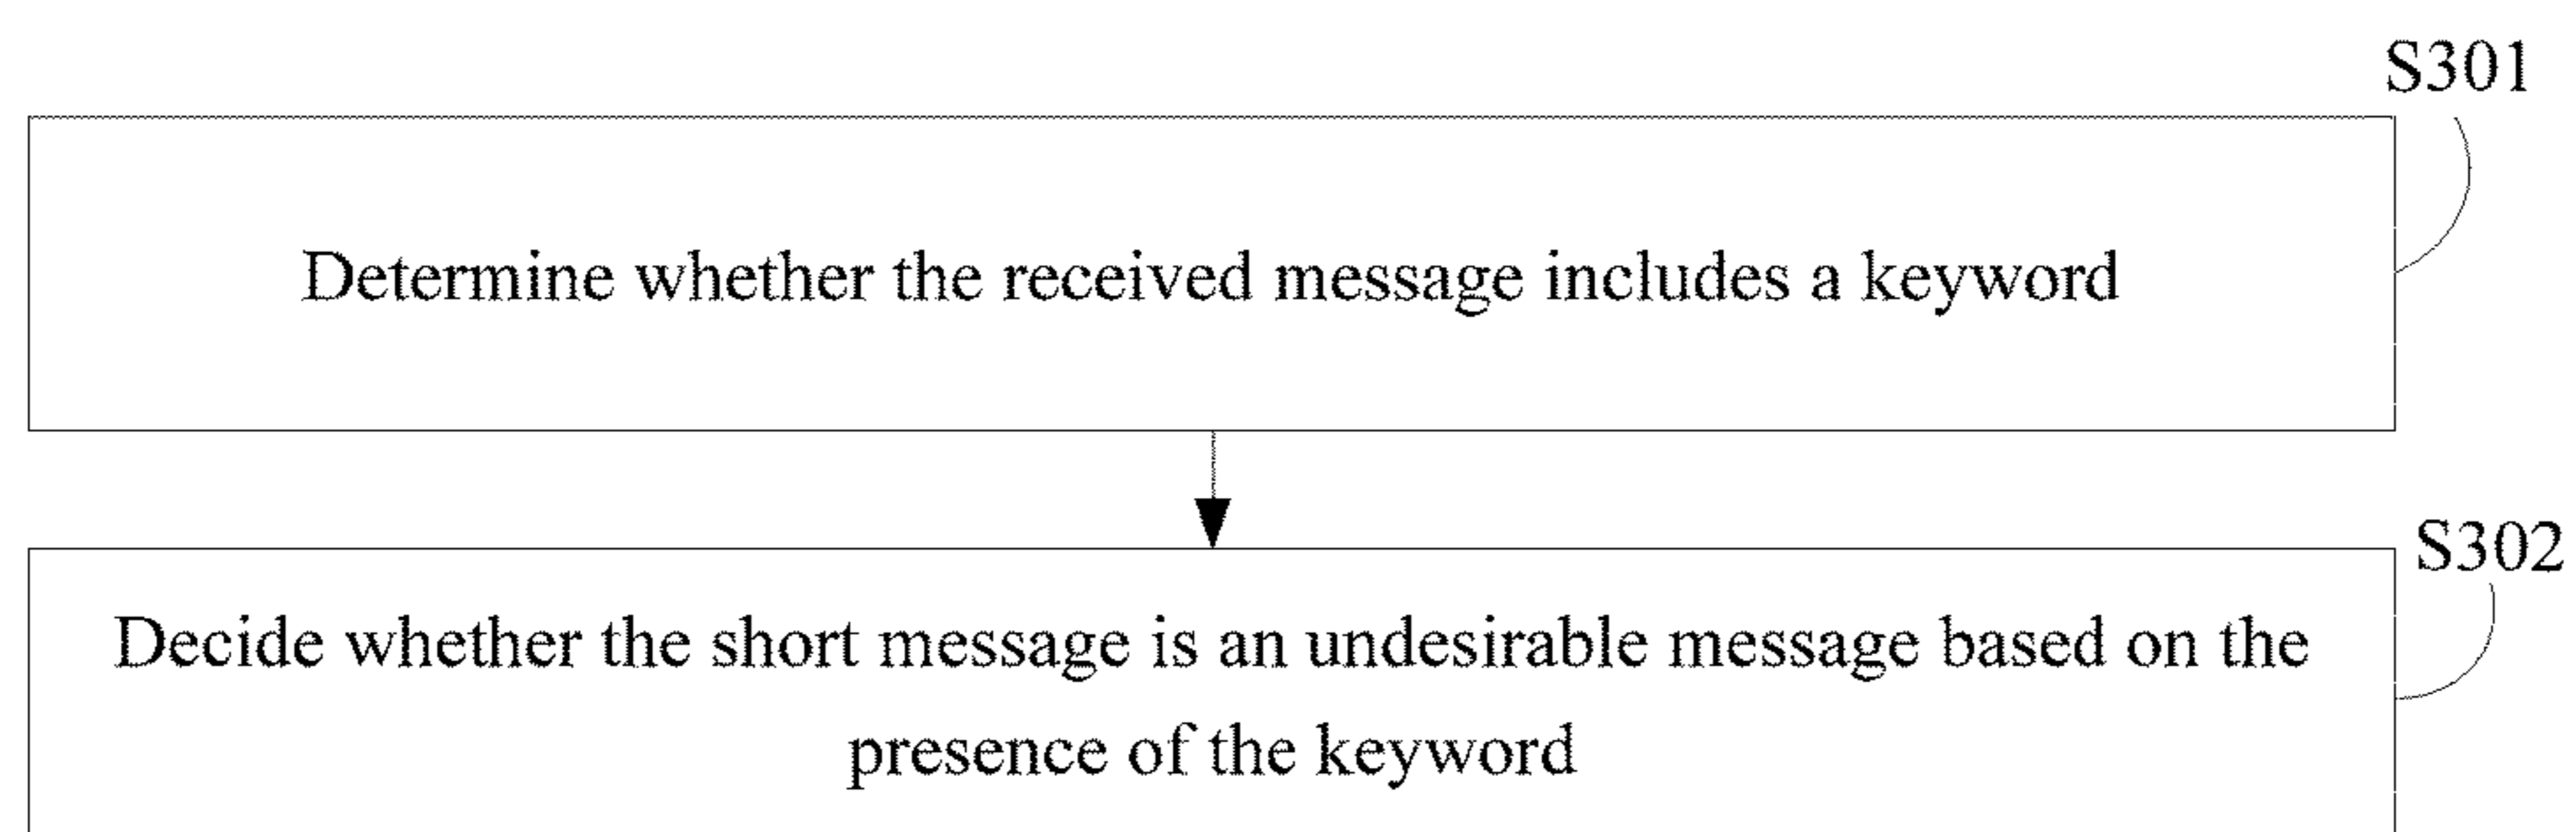 S301
Determine whether the received message includes a keyword
S302
Decide whether the short message is an undesirable message based on the
presence of the keyword